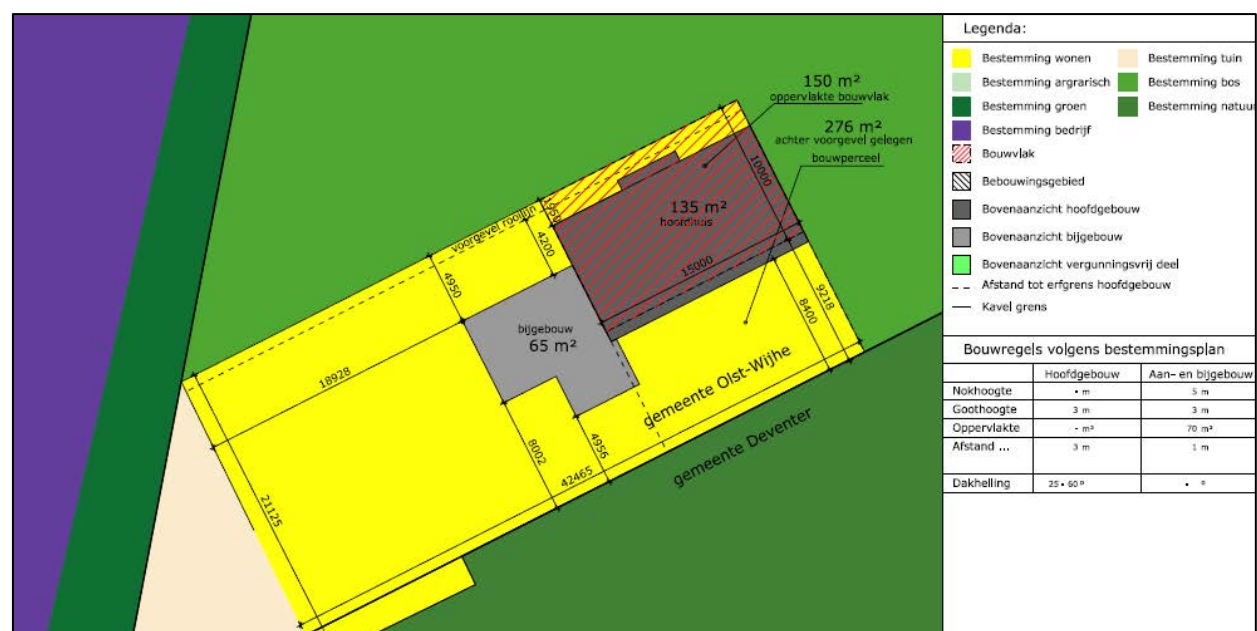 150 m²
oppervlakte bouwvlak
276 m²
achter voorgevel gelegen
bouwperceel
10000
135 m²
hoofdhuis
1950
voorgevel rooilijn
4200
4950
15000
9218
8400
bijgebouw
65 m²
18928
gemeente Olst-Wijhe
gemeente Deventer
8002
4956
42465
21125
Legenda:
Bestemming wonen
Bestemming tuin
Bestemming argrarisch
Bestemming bos
Bestemming groen
Bestemming natuur
Bestemming bedrijf
Bouwvlak
Bebouwingsgebied
Bovenaanzicht hoofdgebouw
Bovenaanzicht bijgebouw
Bovenaanzicht vergunningsvrij deel
Afstand tot erfgrens hoofdgebouw
Kavel grens
Bouwregels volgens bestemmingsplan
Hoofdgebouw Aan- en bijgebouw
Nokhoogte - m 5 m
Goothoogte 3 m 3 m
Oppervlakte - m² 70 m²
Afstand ... 3 m 1 m
Dakhelling 25 - 60 º - º